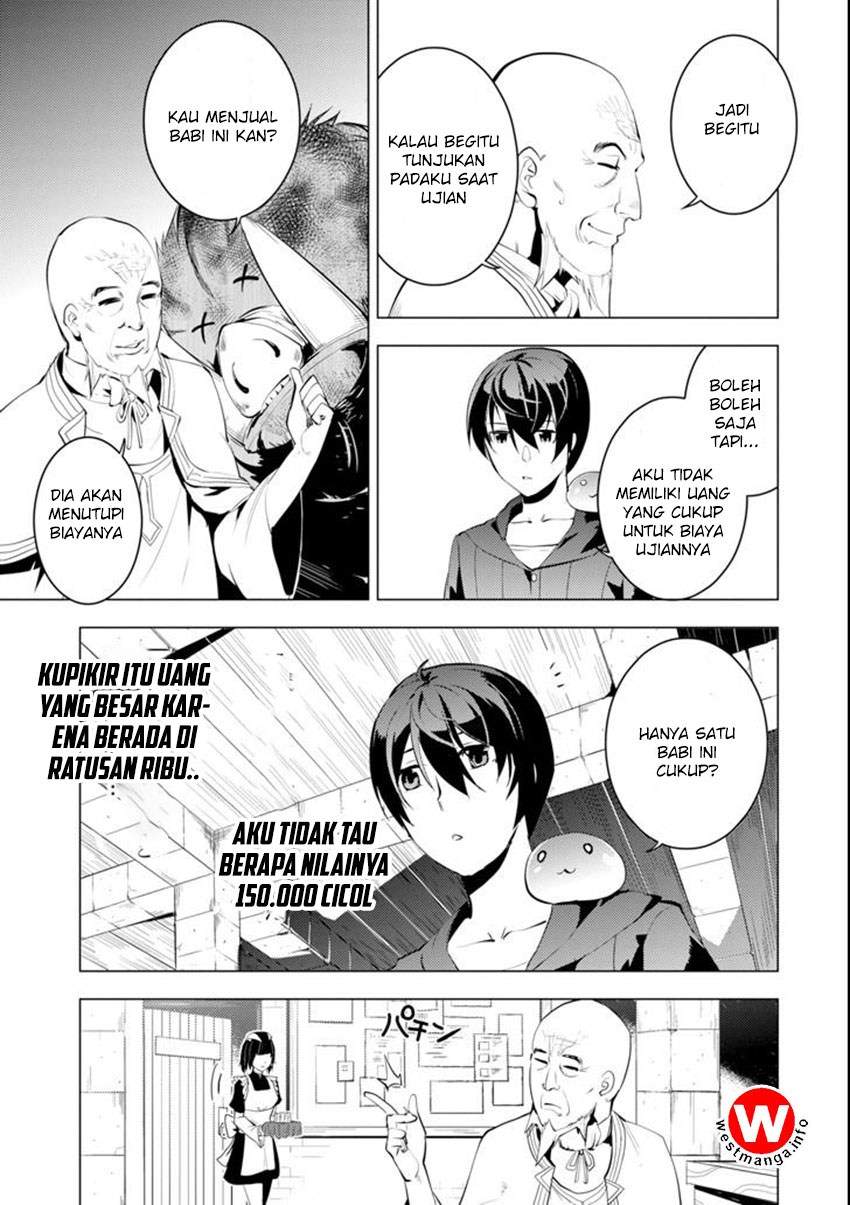 JADI
BEGITU
KALAU BEGITU
TUNJUKAN
PADAKU SAAT
UJIAN
BOLEH
BOLEH
SAJA
TAPI...
AKU TIDAK
MEMILIKI UANG
YANG CUKUP
UNTUK BIAYA
UJIANNYA
KAU MENJUAL
BABI INI KAN?
DIA AKAN
MENUTUPI
BIAYANYA
HANYA SATU
BABI INI
CUKUP?
KUPIKIR ITU UANG
YANG BESAR KAR-
ENA BERADA DI
RATUSAN RIBU..
AKU TIDAK TAU
BERAPA NILAINYA
150.000 CICOL
パチン
W
westmanga.info